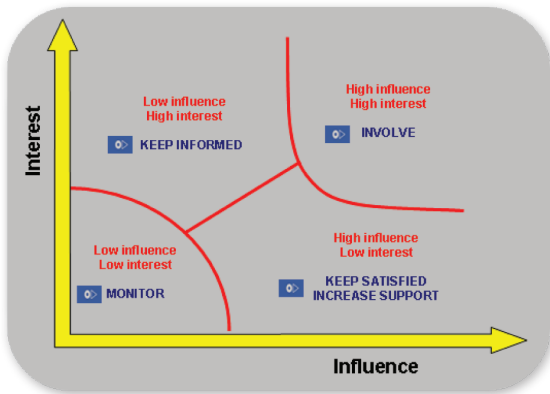 Interest
Low influence
High interest
KEEP INFORMED
High influence
High interest
INVOLVE
Low influence
Low interest
MONITOR
High influence
Low interest
KEEP SATISFIED
INCREASE SUPPORT
Influence